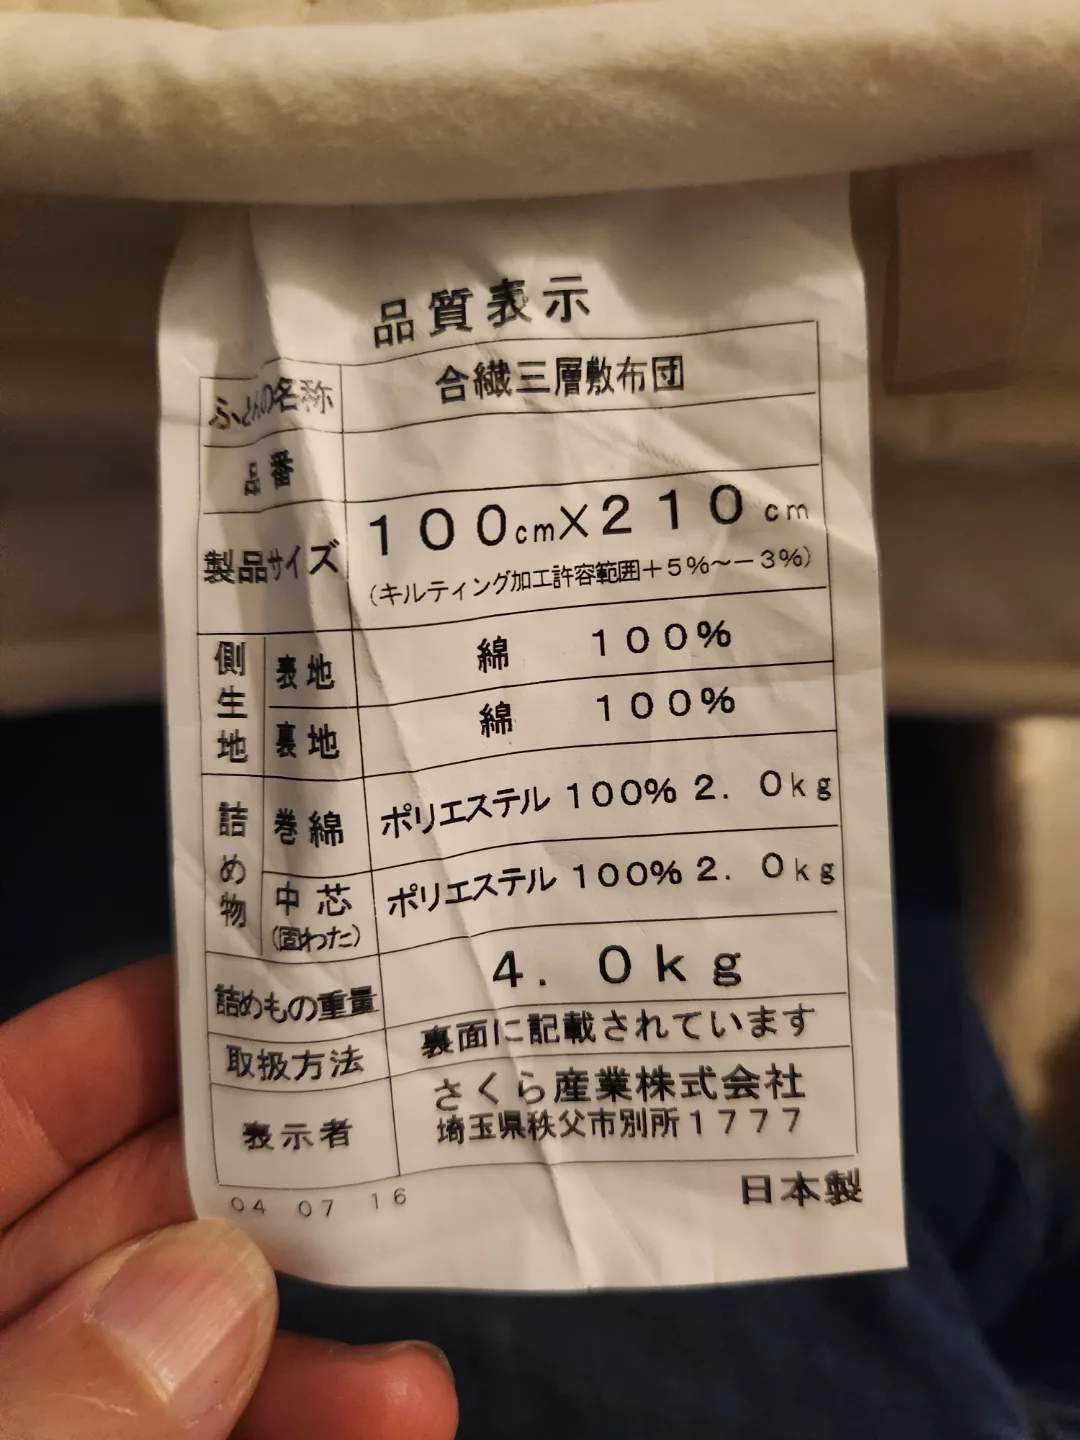 品質表示
ふとんの名称 合繊三層敷布団
品番
製品サイズ 100cm×210cm
(キルティング加工許容範囲+5%~-3%)
側生地 表地 綿 100%
裏地 綿 100%
詰め物 巻綿 ポリエステル 100% 2.0kg
中芯(固わた) ポリエステル 100% 2.0kg
詰めもの重量 4.0kg
取扱方法 裏面に記載されています
表示者 さくら産業株式会社
埼玉県秩父市別所1777
04 07 16 日本製